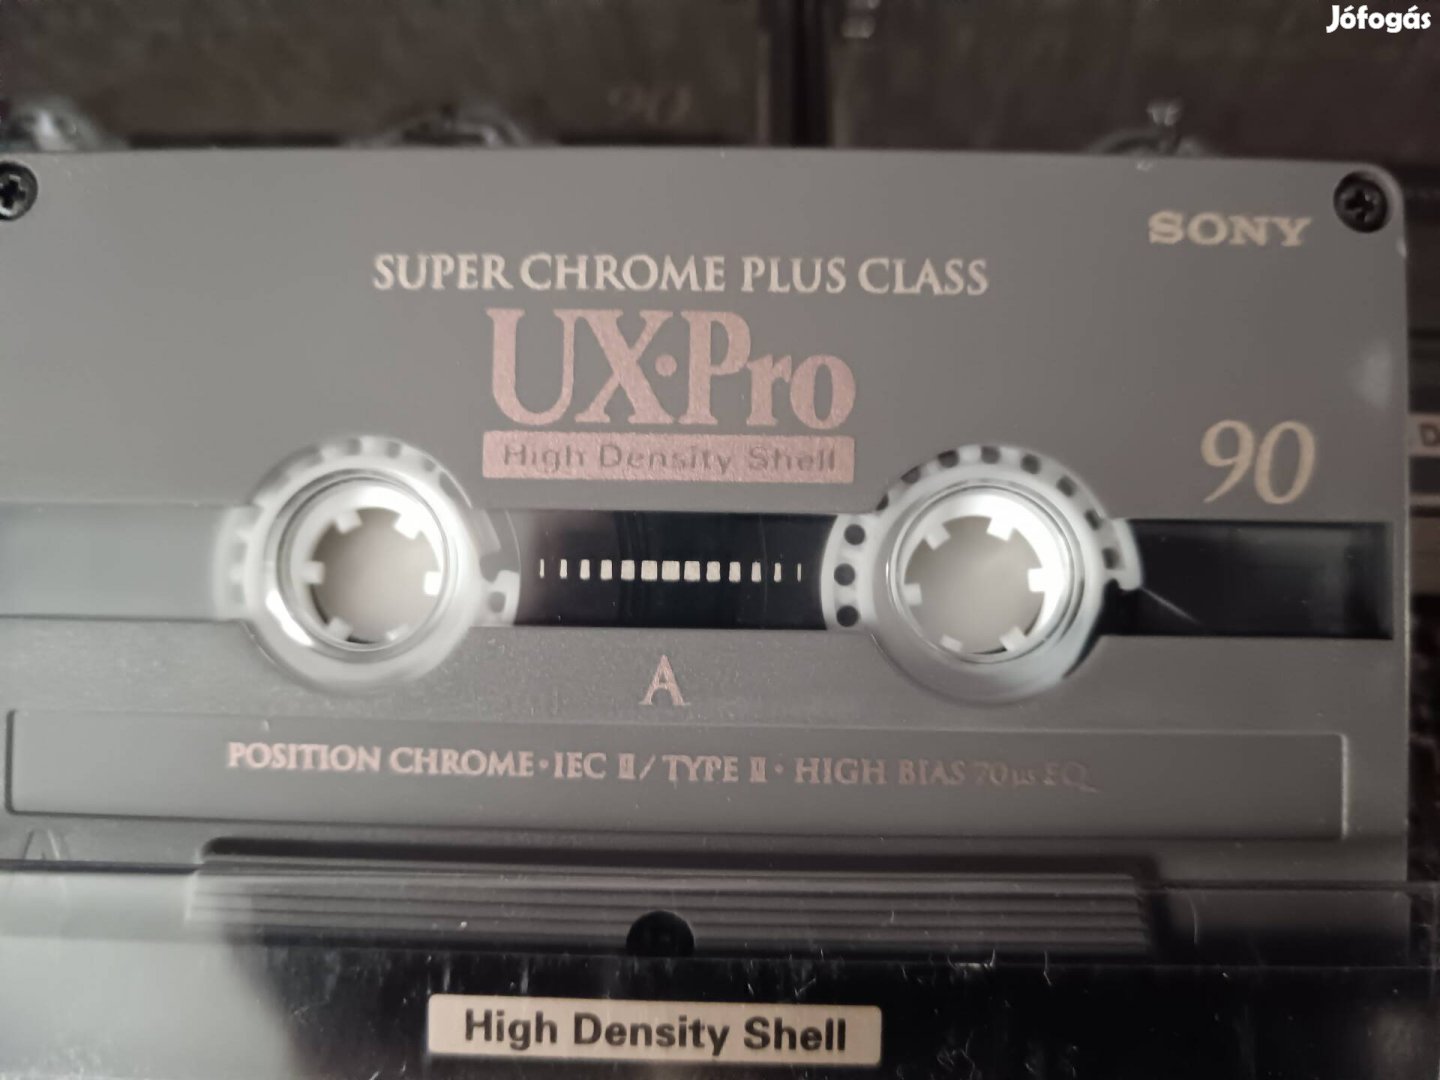 Jófogás
90
SONY
SUPER CHROME PLUS CLASS
UX·Pro
High Density Shell
90
A
POSITION CHROME·IEC II/TYPE II·HIGH BIAS 70μs EQ
High Density Shell